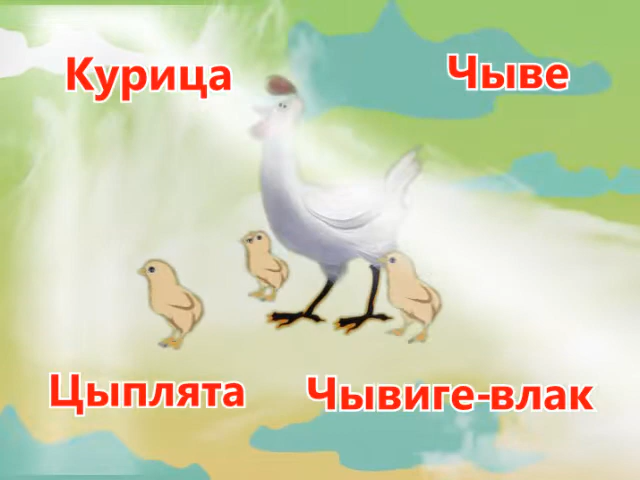 Курица
Чыве
Цыплята
Чывиге-влак